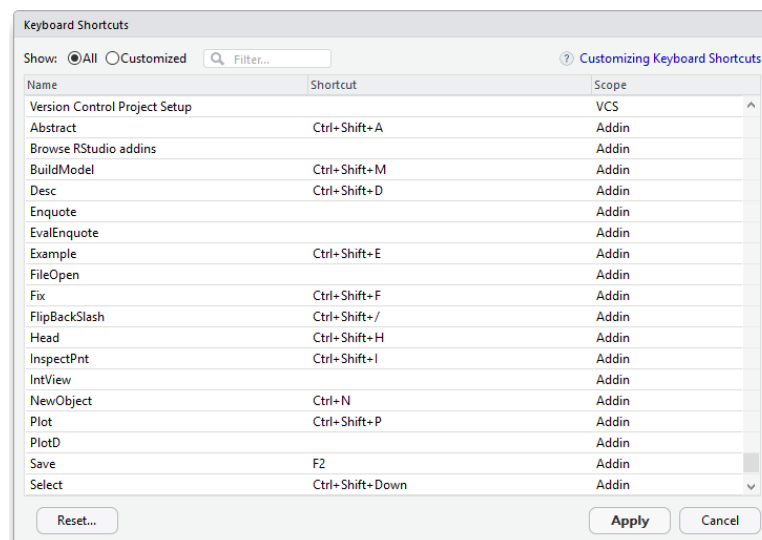 Keyboard Shortcuts
Show: All Customized Filter... ? Customizing Keyboard Shortcuts
Name Shortcut Scope
Version Control Project Setup VCS
Abstract Ctrl+Shift+A Addin
Browse RStudio addins Addin
BuildModel Ctrl+Shift+M Addin
Desc Ctrl+Shift+D Addin
Enquote Addin
EvalEnquote Addin
Example Ctrl+Shift+E Addin
FileOpen Addin
Fix Ctrl+Shift+F Addin
FlipBackSlash Ctrl+Shift+/ Addin
Head Ctrl+Shift+H Addin
InspectPnt Ctrl+Shift+I Addin
IntView Addin
NewObject Ctrl+N Addin
Plot Ctrl+Shift+P Addin
PlotD Addin
Save F2 Addin
Select Ctrl+Shift+Down Addin
Reset... Apply Cancel